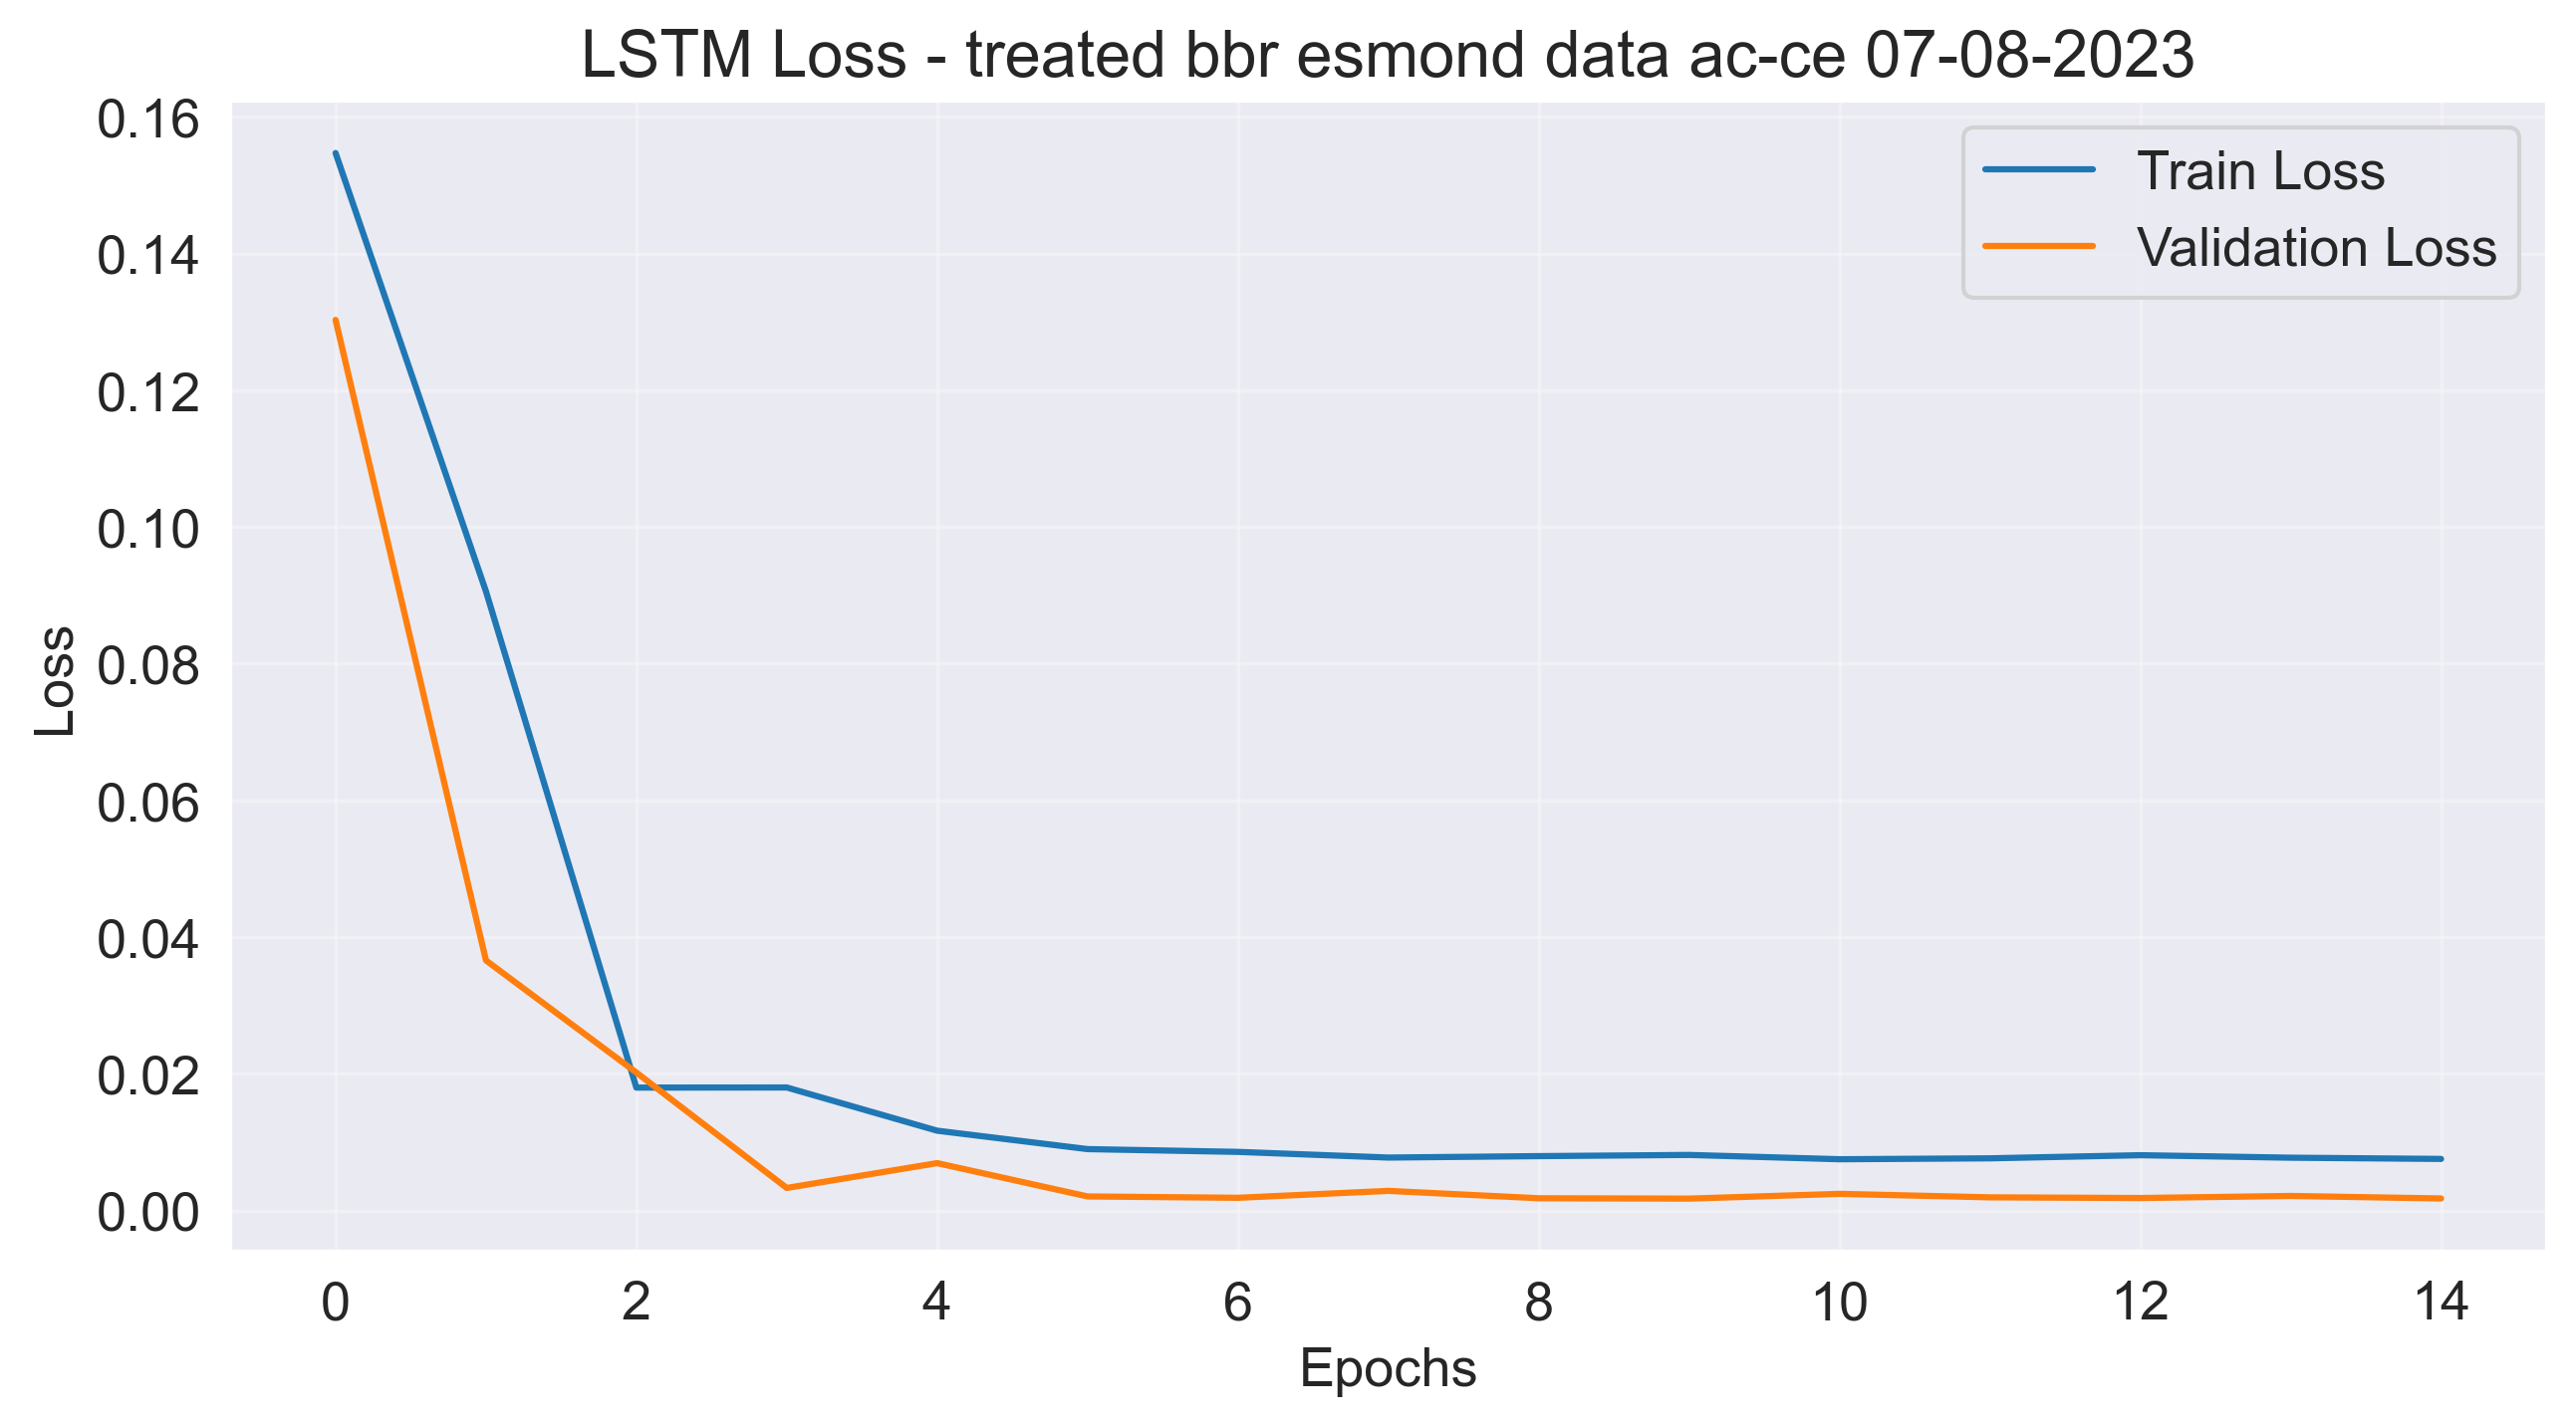 LSTM Loss - treated bbr esmond data ac-ce 07-08-2023
Train Loss
Validation Loss
0.16
0.14
0.12
0.10
0.08
0.06
0.04
0.02
0.00
Loss
0 2 4 6 8 10 12 14
Epochs